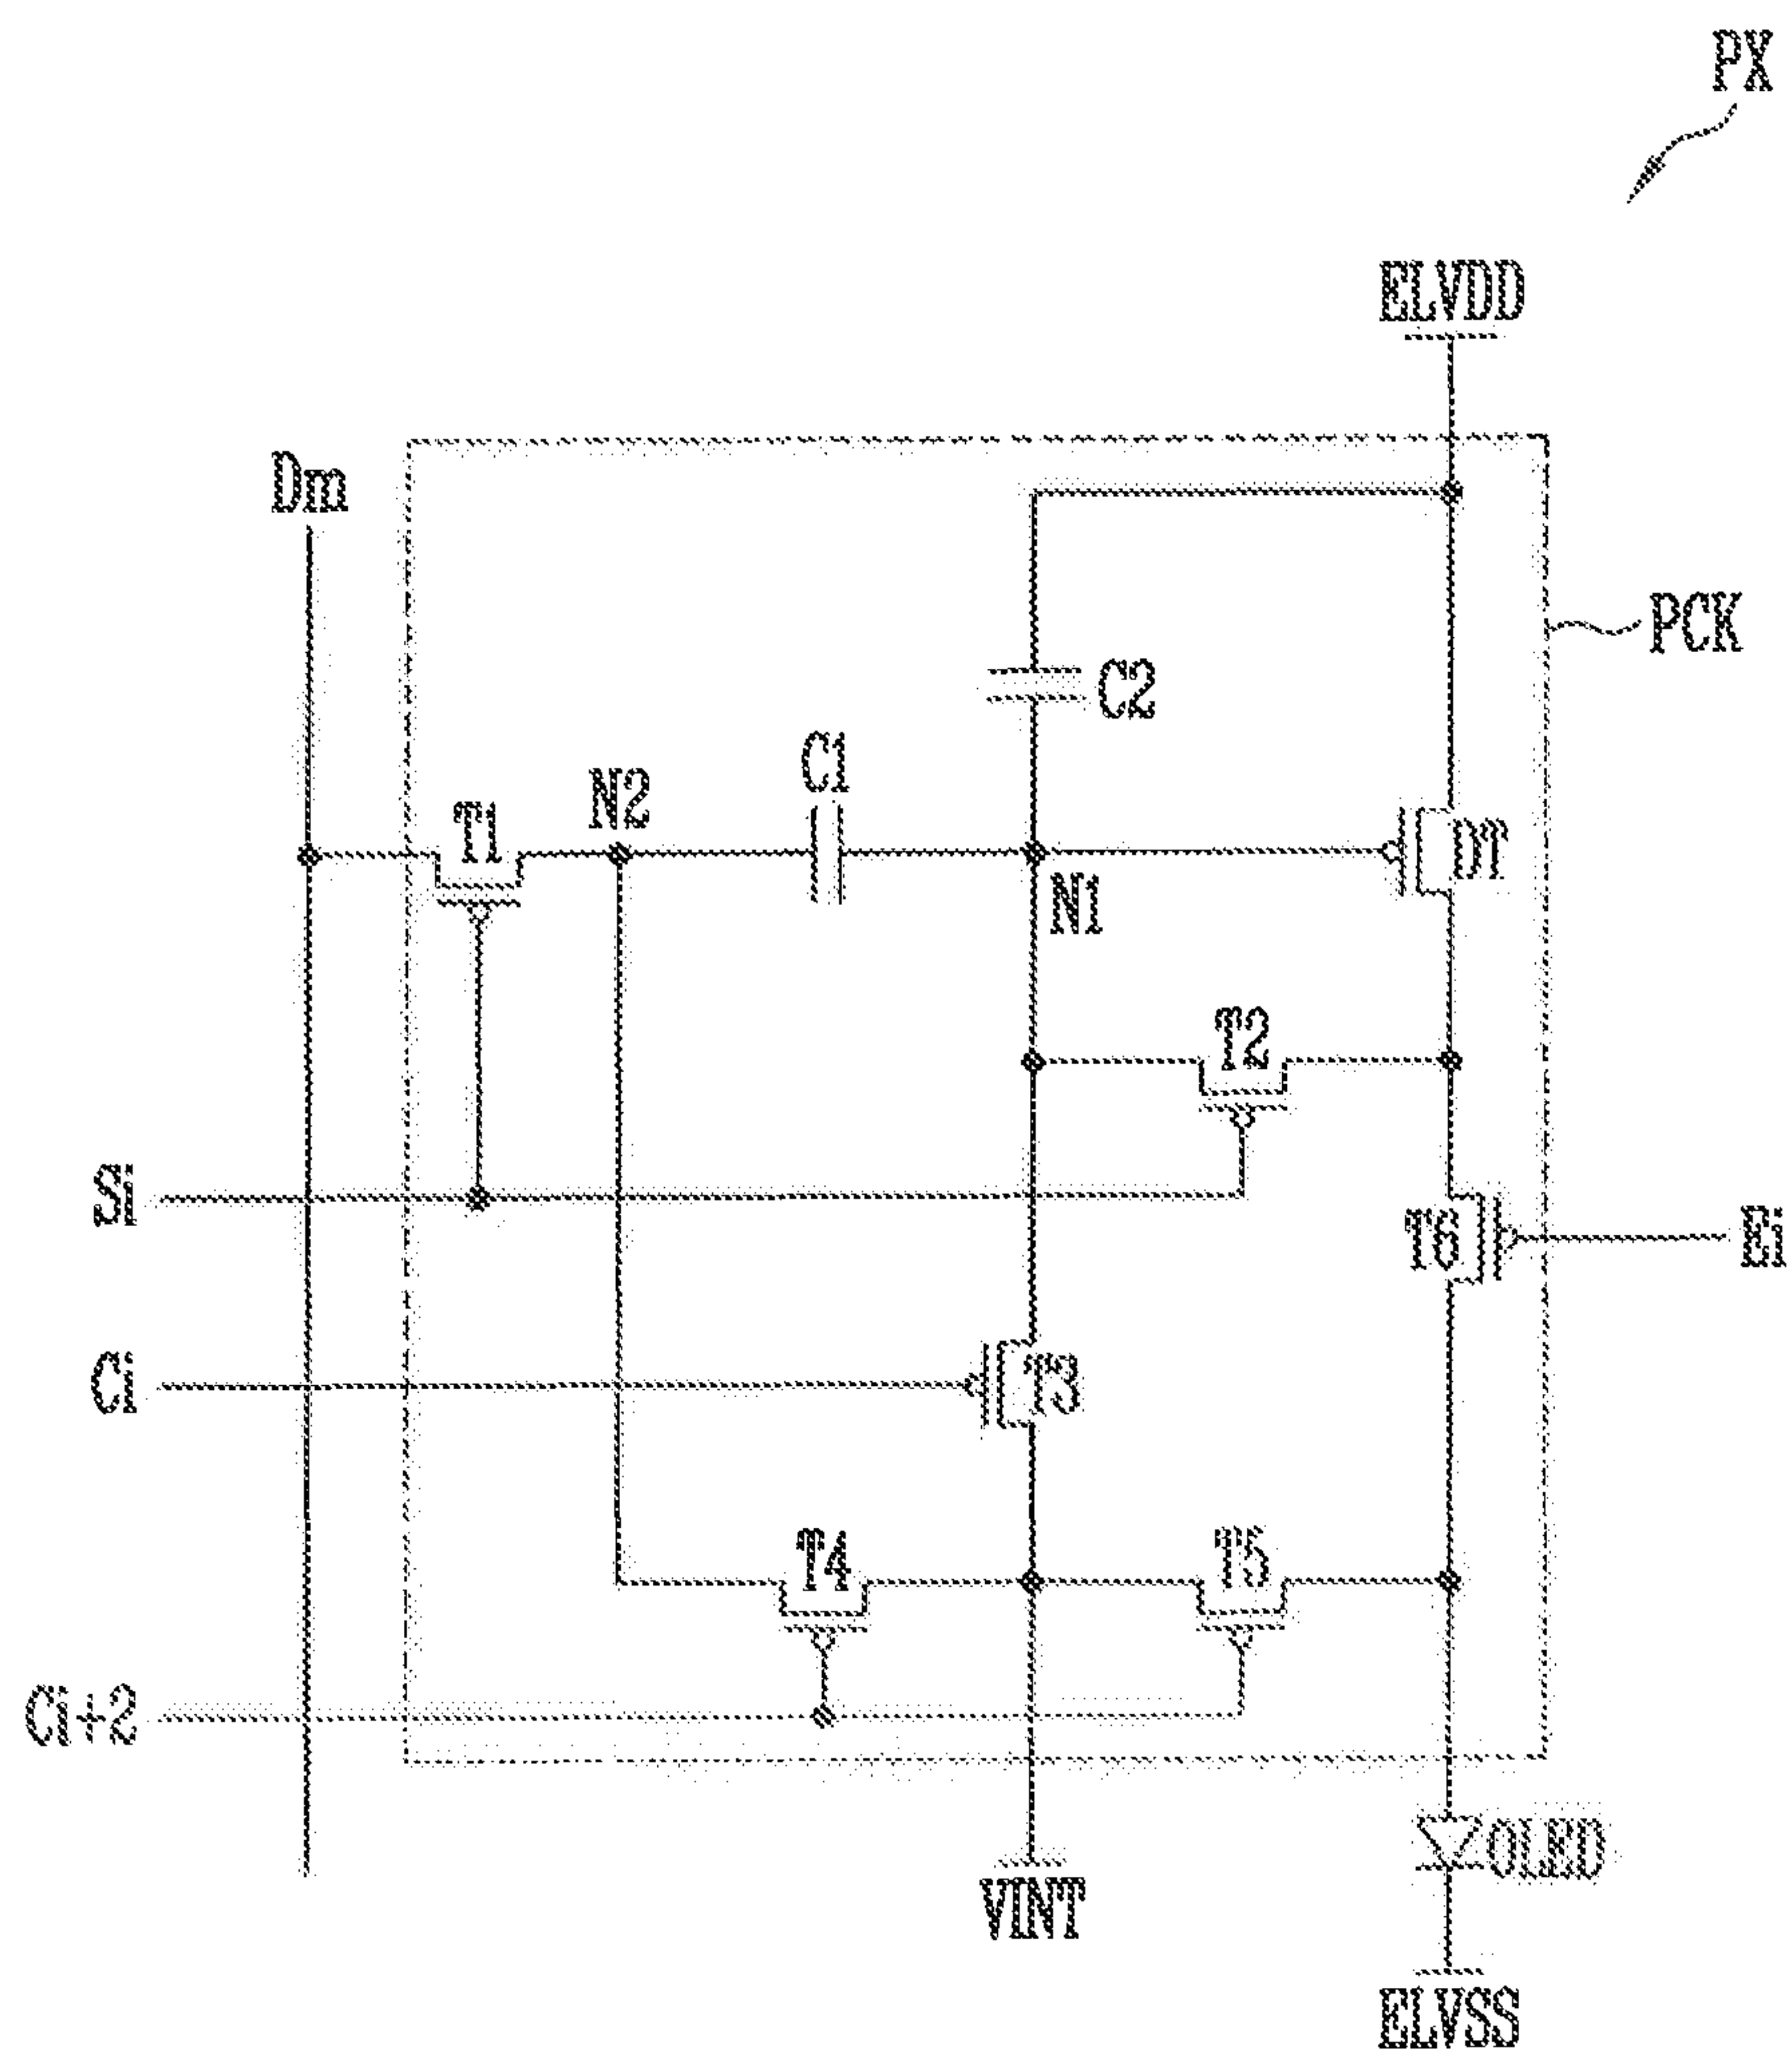 PX
ELVDD
Dm
PCK
C2
C1
N2
T1
DT
N1
T2
Si
T6
Ei
Ci
T3
T4
T5
Ci+2
OLED
VINT
ELVSS